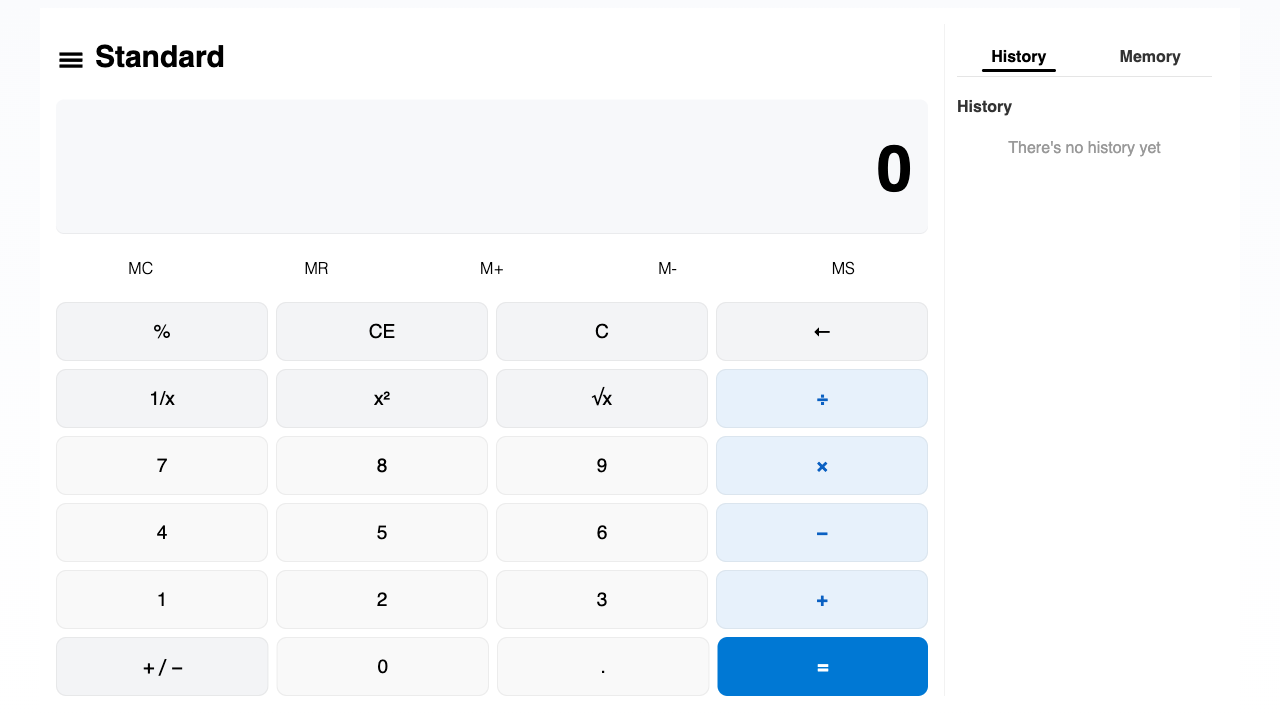 Standard
0
MC MR M+ M- MS
% CE C ←
1/x x² √x ÷
7 8 9 ×
4 5 6 −
1 2 3 +
+ / − 0 . =
History Memory
History
There's no history yet